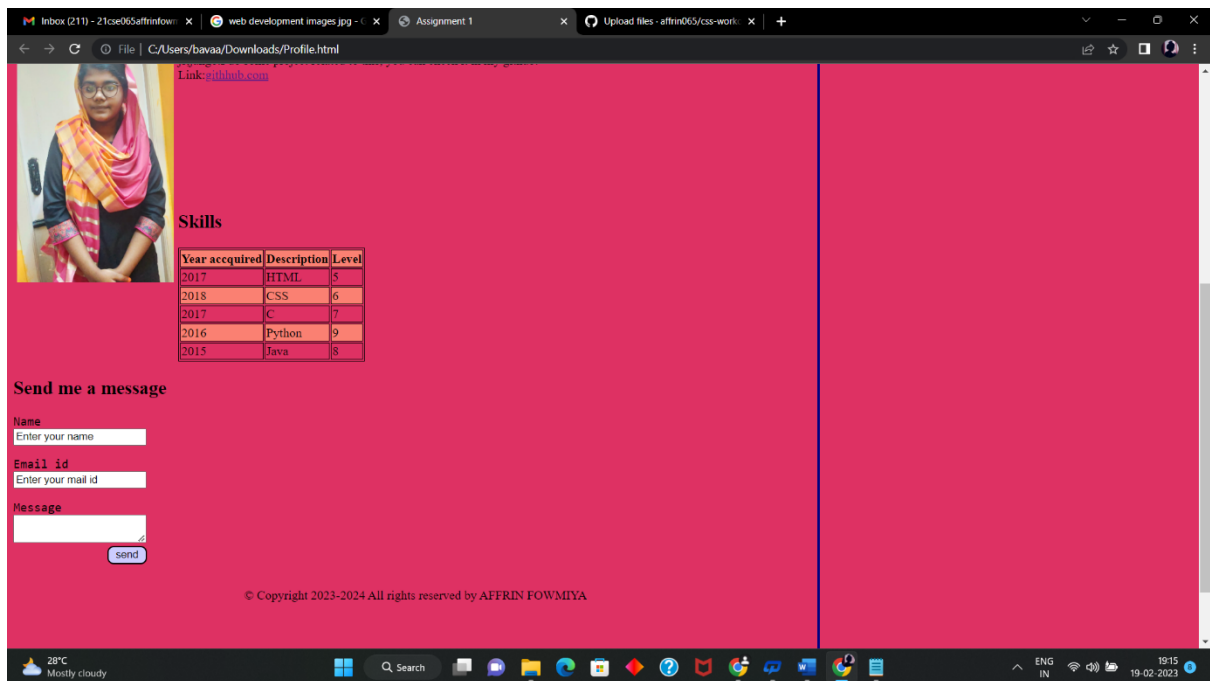 Inbox (211) - 21cse065affrinfowm
web development images jpg - G
Assignment 1
Upload files · affrin065/css-work
File | C:/Users/bavaa/Downloads/Profile.html
Link:githhub.com
Skills
Year accquired Description Level
2017 HTML 5
2018 CSS 6
2017 C 7
2016 Python 9
2015 Java 8
Send me a message
Name
Enter your name
Email id
Enter your mail id
Message
send
© Copyright 2023-2024 All rights reserved by AFFRIN FOWMIYA
28°C
Mostly cloudy
Search
ENG
IN
19:15
19-02-2023
8